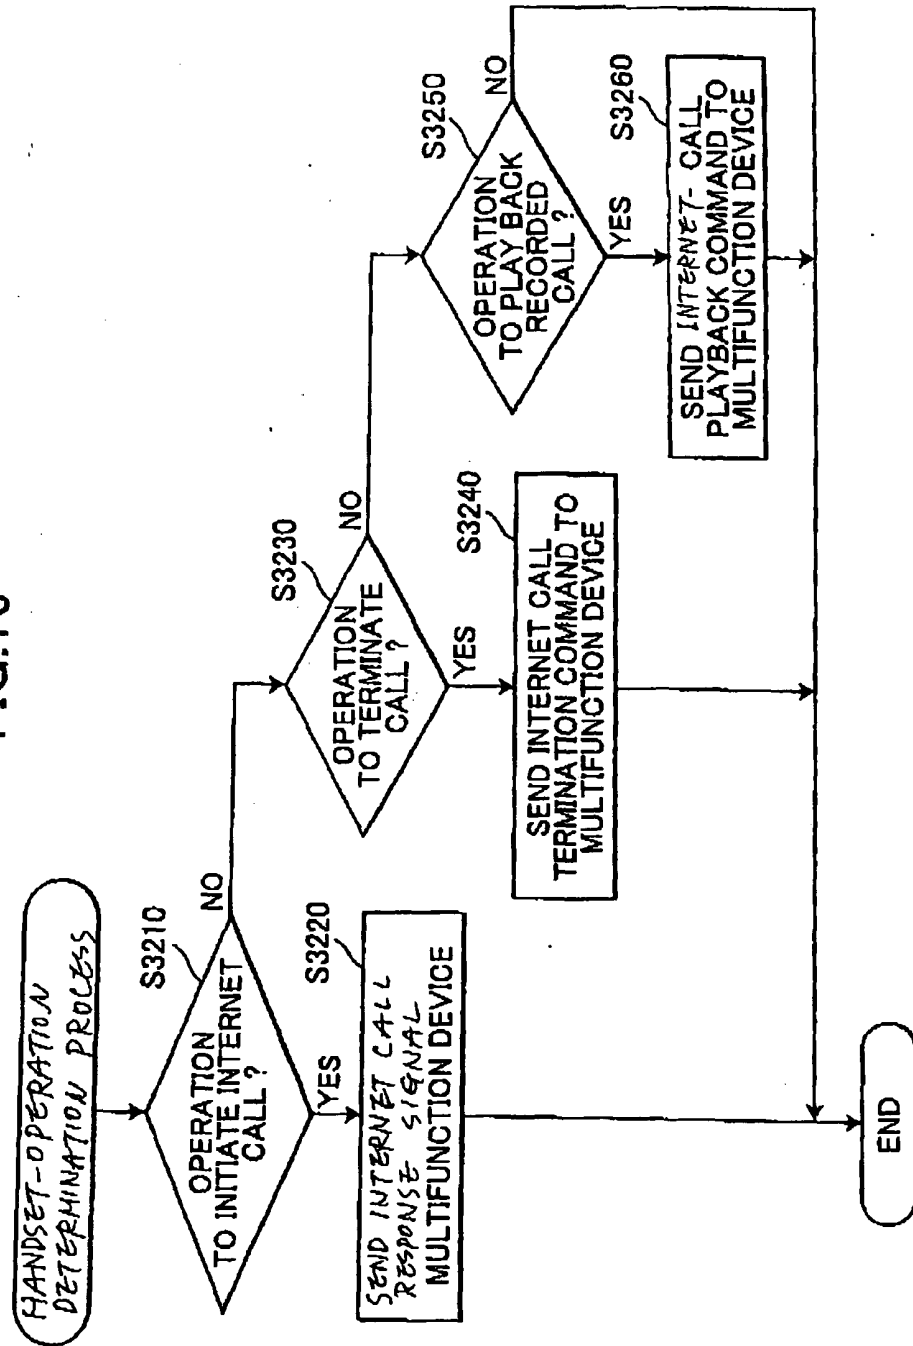 HANDSET-OPERATION
DETERMINATION PROCESS
S3210
OPERATION
TO INITIATE INTERNET
CALL ?
NO
YES
S3220
SEND INTERNET CALL
RESPONSE SIGNAL
MULTIFUNCTION DEVICE
S3230
OPERATION
TO TERMINATE
CALL ?
NO
YES
S3240
SEND INTERNET CALL
TERMINATION COMMAND TO
MULTIFUNCTION DEVICE
S3250
OPERATION
TO PLAY BACK
RECORDED
CALL ?
NO
YES
S3260
SEND INTERNET- CALL
PLAYBACK COMMAND TO
MULTIFUNCTION DEVICE
END